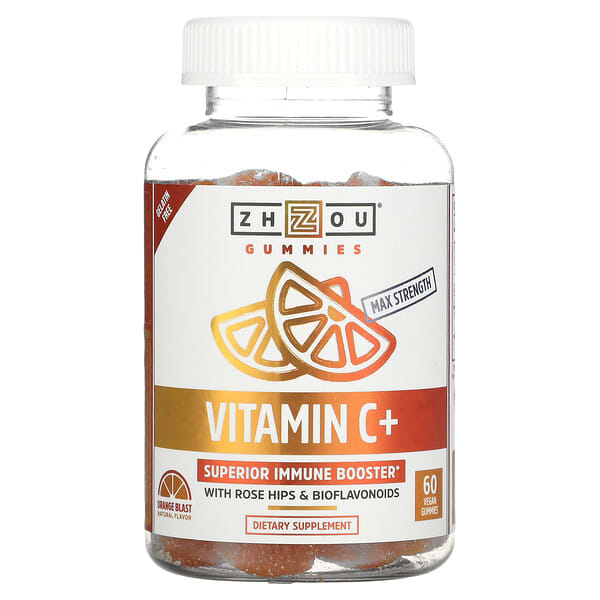 GELATIN
FREE
ZHZOU®
GUMMIES
MAX STRENGTH
VITAMIN C+
SUPERIOR IMMUNE BOOSTER*
WITH ROSE HIPS & BIOFLAVONOIDS
ORANGE BLAST
NATURAL FLAVOR
DIETARY SUPPLEMENT
60
VEGAN
GUMMIES